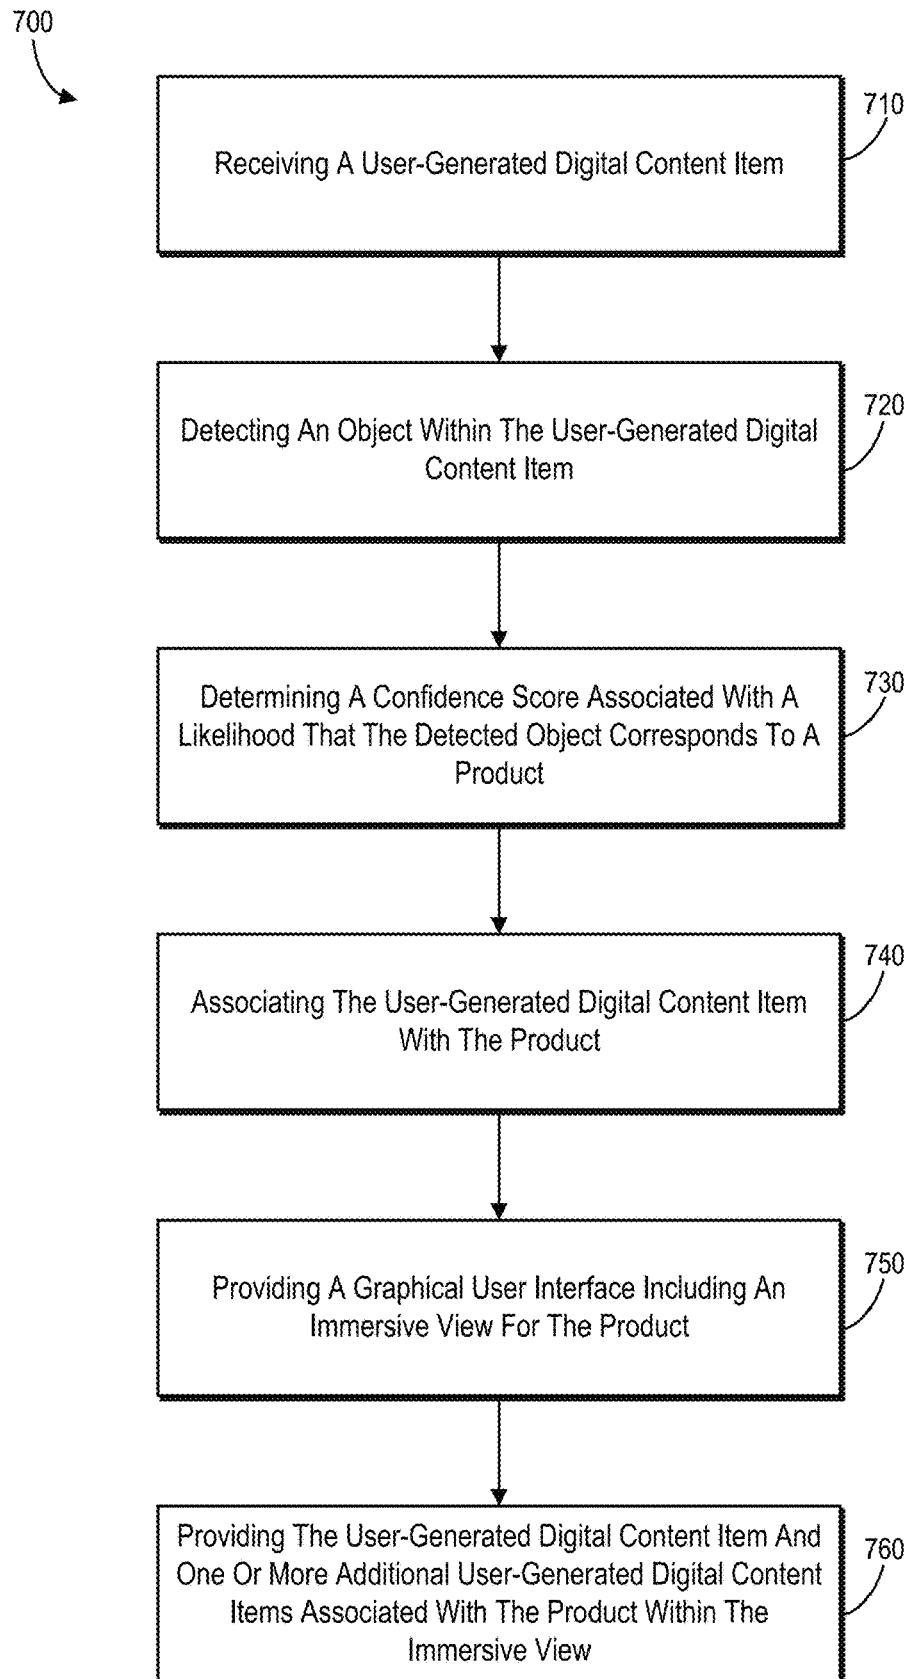 700
710
Receiving A User-Generated Digital Content Item
720
Detecting An Object Within The User-Generated Digital
Content Item
730
Determining A Confidence Score Associated With A
Likelihood That The Detected Object Corresponds To A
Product
740
Associating The User-Generated Digital Content Item
With The Product
750
Providing A Graphical User Interface Including An
Immersive View For The Product
760
Providing The User-Generated Digital Content Item And
One Or More Additional User-Generated Digital Content
Items Associated With The Product Within The
Immersive View